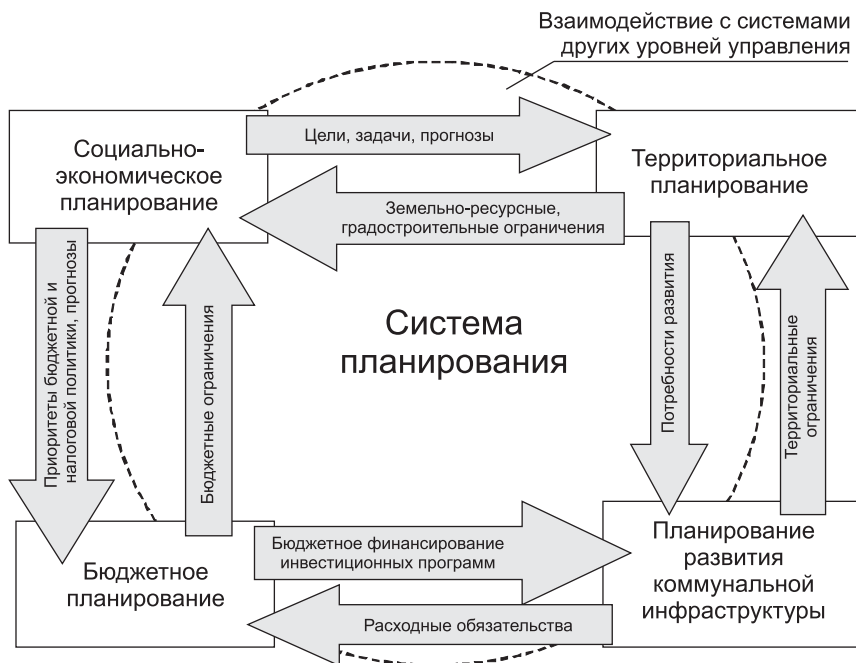 Взаимодействие с системами
других уровней управления
Социально-
экономическое
планирование
Цели, задачи, прогнозы
Территориальное
планирование
Земельно-ресурсные,
градостроительные ограничения
Приоритеты бюджетной и
налоговой политики, прогнозы
Бюджетные ограничения
Система
планирования
Потребности развития
Территориальные
ограничения
Бюджетное
планирование
Бюджетное финансирование
инвестиционных программ
Расходные обязательства
Планирование
развития
коммунальной
инфраструктуры